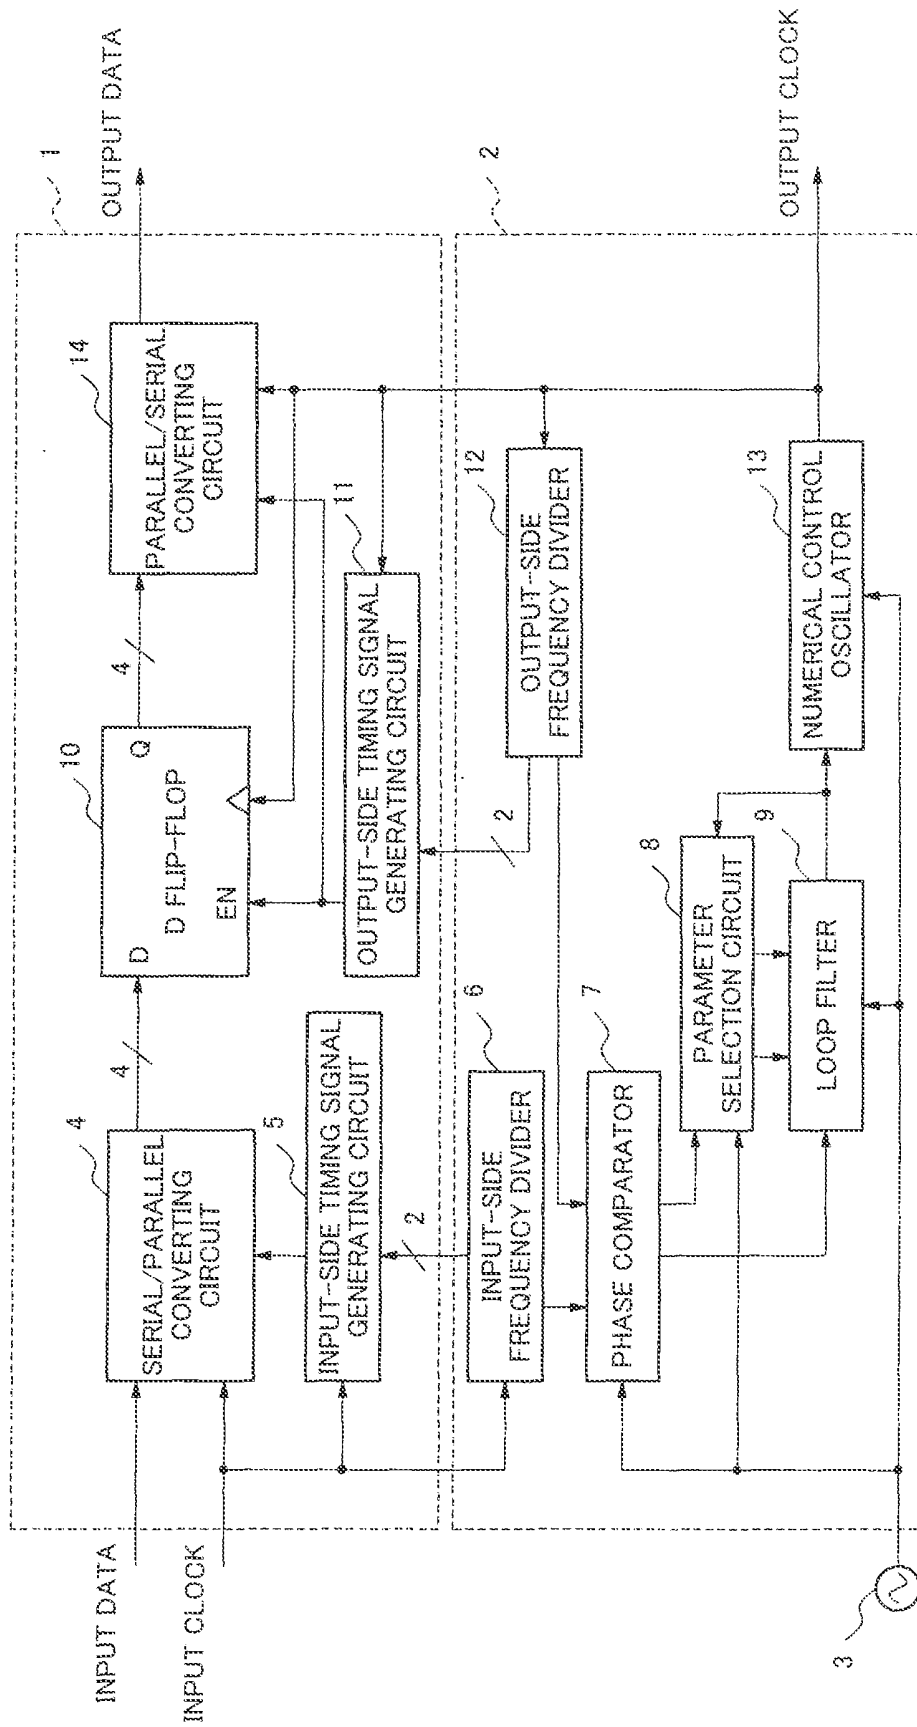 INPUT DATA
INPUT CLOCK
4
SERIAL/PARALLEL
CONVERTING
CIRCUIT
4
10
D
Q
D FLIP-FLOP
EN
4
14
PARALLEL/SERIAL
CONVERTING
CIRCUIT
1
OUTPUT DATA
5
INPUT-SIDE TIMING SIGNAL
GENERATING CIRCUIT
11
OUTPUT-SIDE TIMING SIGNAL
GENERATING CIRCUIT
2
2
6
INPUT-SIDE
FREQUENCY DIVIDER
12
OUTPUT-SIDE
FREQUENCY DIVIDER
2
7
PHASE COMPARATOR
8
PARAMETER
SELECTION CIRCUIT
9
LOOP FILTER
13
NUMERICAL CONTROL
OSCILLATOR
OUTPUT CLOCK
3